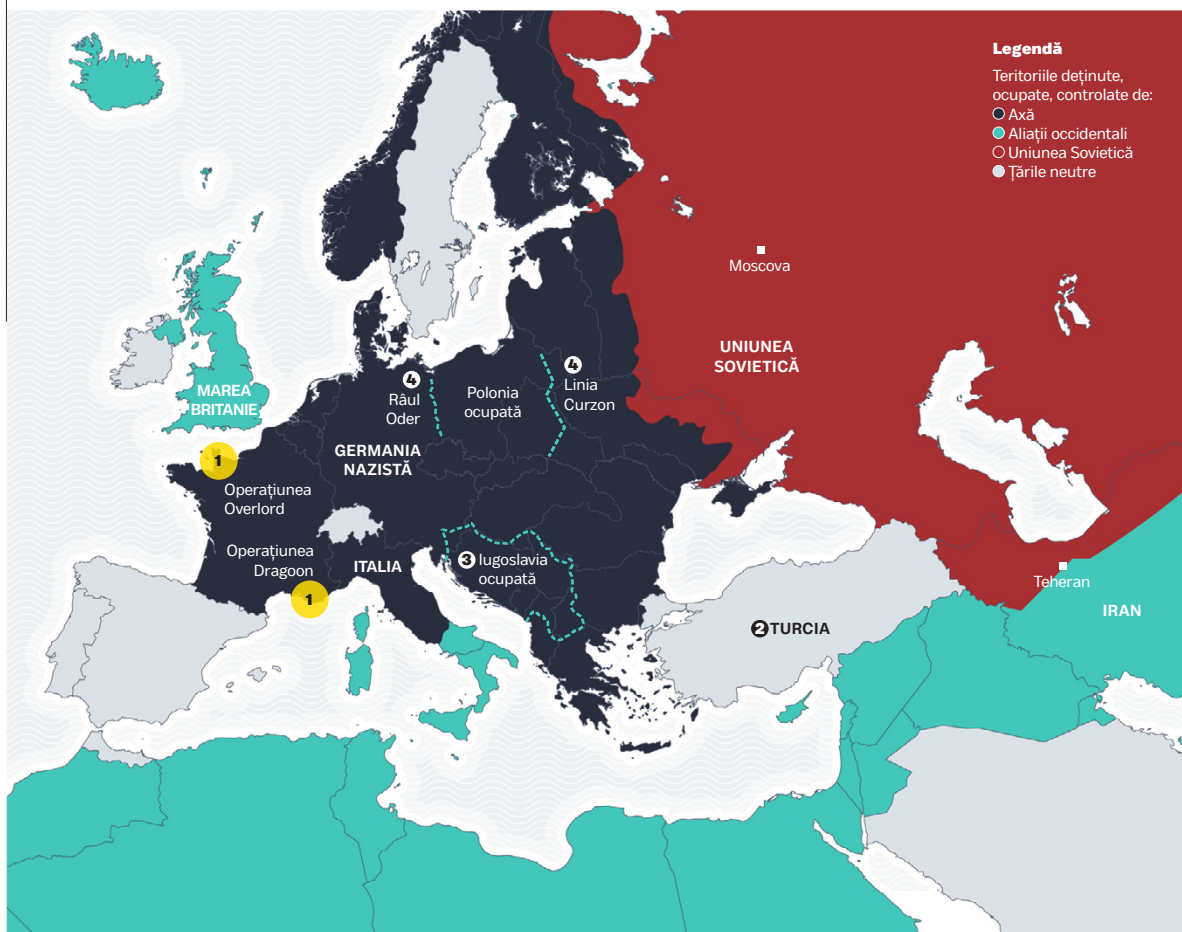 Legendă
Teritoriile deținute,
ocupate, controlate de:
Axă
Aliații occidentali
Uniunea Sovietică
Țările neutre
Moscova
UNIUNEA
SOVIETICĂ
MAREA
BRITANIE
4
Râul
Oder
Polonia
ocupată
4
Linia
Curzon
GERMANIA
NAZISTĂ
1
Operațiunea
Overlord
Operațiunea
Dragoon
1
ITALIA
3 Iugoslavia
ocupată
2 TURCIA
Teheran
IRAN